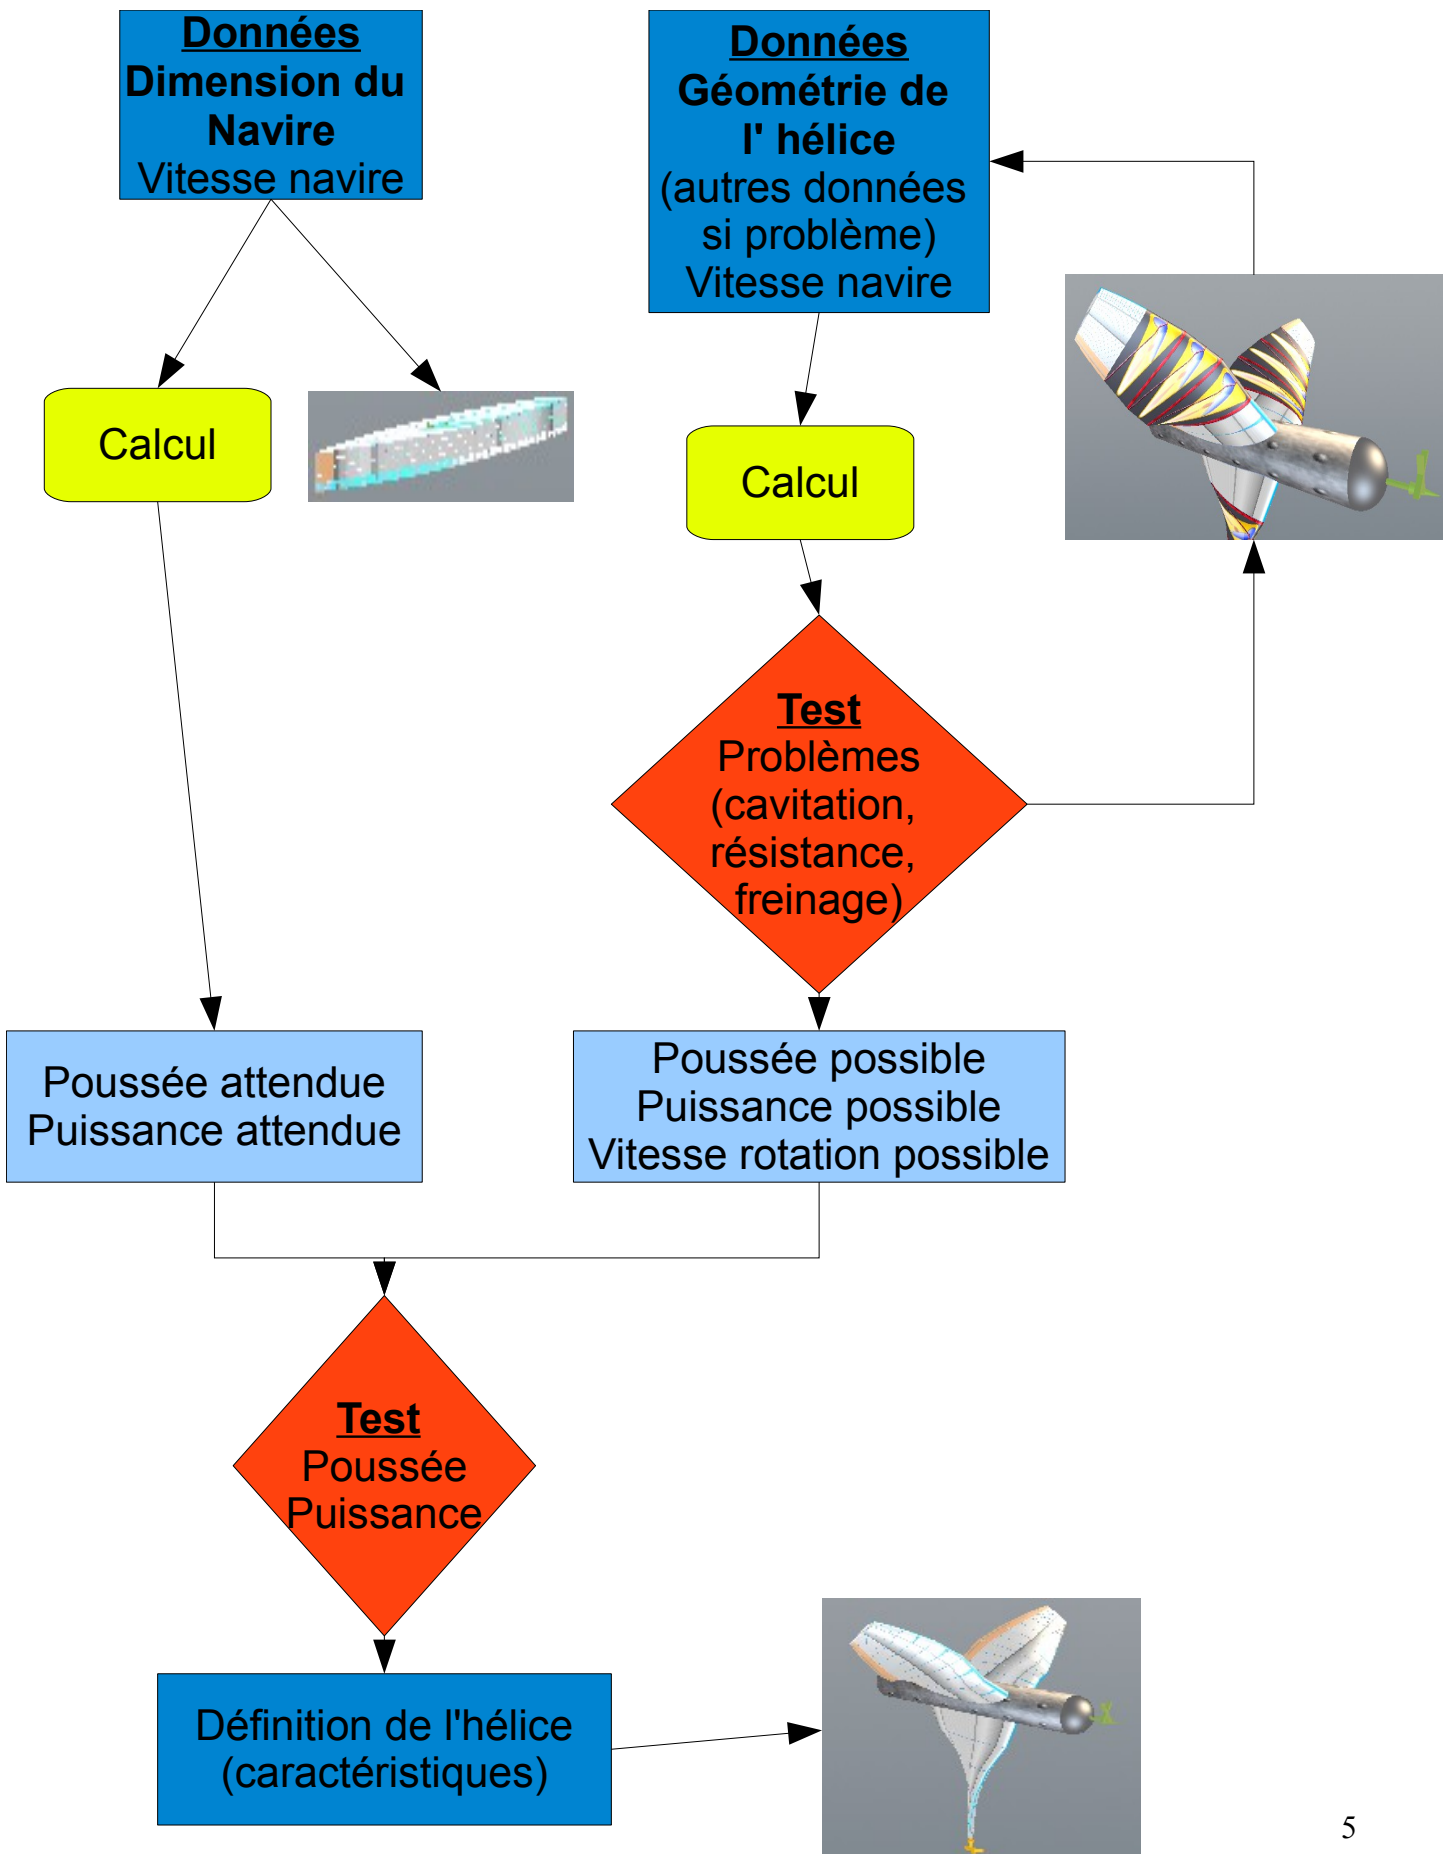 Données
Dimension du
Navire
Vitesse navire
Données
Géométrie de
l' hélice
(autres données
si problème)
Vitesse navire
Calcul
Calcul
Test
Problèmes
(cavitation,
résistance,
freinage)
Poussée attendue
Puissance attendue
Poussée possible
Puissance possible
Vitesse rotation possible
Test
Poussée
Puissance
Définition de l'hélice
(caractéristiques)
5